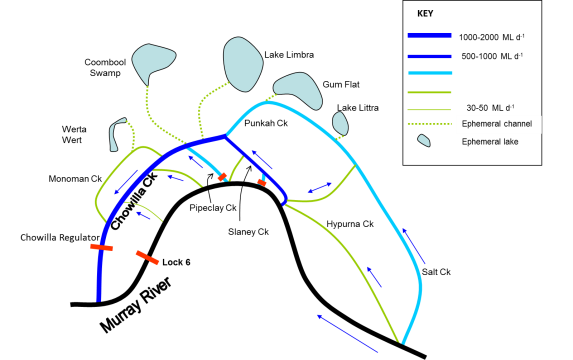 KEY
1000-2000 ML d-1
500-1000 ML d-1
30-50 ML d-1
Ephemeral channel
Ephemeral lake
Coombool
Swamp
Lake Limbra
Gum Flat
Lake Littra
Punkah Ck
Werta
Wert
Monoman Ck
Chowilla Ck
Pipeclay Ck
Slaney Ck
Hypurna Ck
Salt Ck
Chowilla Regulator
Lock 6
Murray River